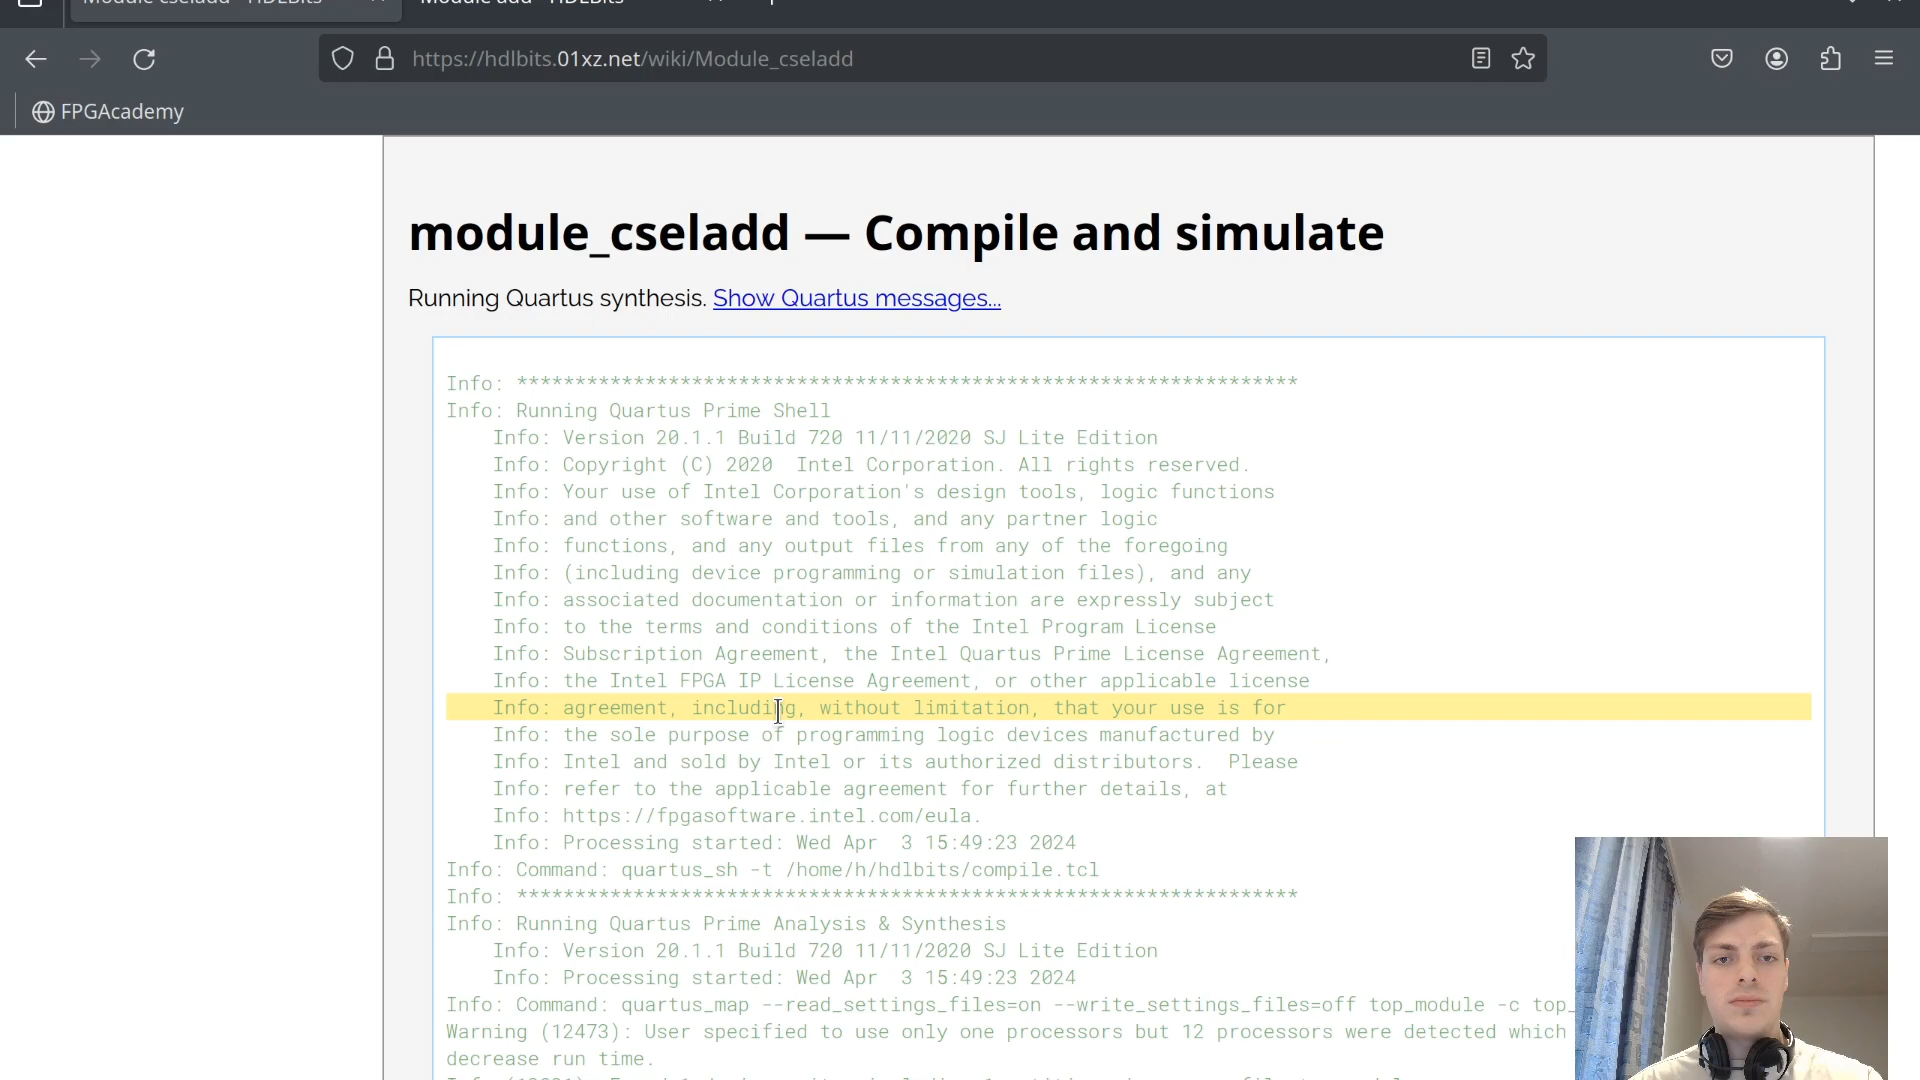 Module cseladd - HDLBits
Module add - HDLBits
https://hdlbits.01xz.net/wiki/Module_cseladd
FPGAcademy
module_cseladd — Compile and simulate
Running Quartus synthesis. Show Quartus messages...
Info: *******************************************************************
Info: Running Quartus Prime Shell
Info: Version 20.1.1 Build 720 11/11/2020 SJ Lite Edition
Info: Copyright (C) 2020  Intel Corporation. All rights reserved.
Info: Your use of Intel Corporation's design tools, logic functions
Info: and other software and tools, and any partner logic
Info: functions, and any output files from any of the foregoing
Info: (including device programming or simulation files), and any
Info: associated documentation or information are expressly subject
Info: to the terms and conditions of the Intel Program License
Info: Subscription Agreement, the Intel Quartus Prime License Agreement,
Info: the Intel FPGA IP License Agreement, or other applicable license
Info: agreement, including, without limitation, that your use is for
Info: the sole purpose of programming logic devices manufactured by
Info: Intel and sold by Intel or its authorized distributors.  Please
Info: refer to the applicable agreement for further details, at
Info: https://fpgasoftware.intel.com/eula.
Info: Processing started: Wed Apr  3 15:49:23 2024
Info: Command: quartus_sh -t /home/h/hdlbits/compile.tcl
Info: *******************************************************************
Info: Running Quartus Prime Analysis & Synthesis
Info: Version 20.1.1 Build 720 11/11/2020 SJ Lite Edition
Info: Processing started: Wed Apr  3 15:49:23 2024
Info: Command: quartus_map --read_settings_files=on --write_settings_files=off top_module -c top_
Warning (12473): User specified to use only one processors but 12 processors were detected which
decrease run time.